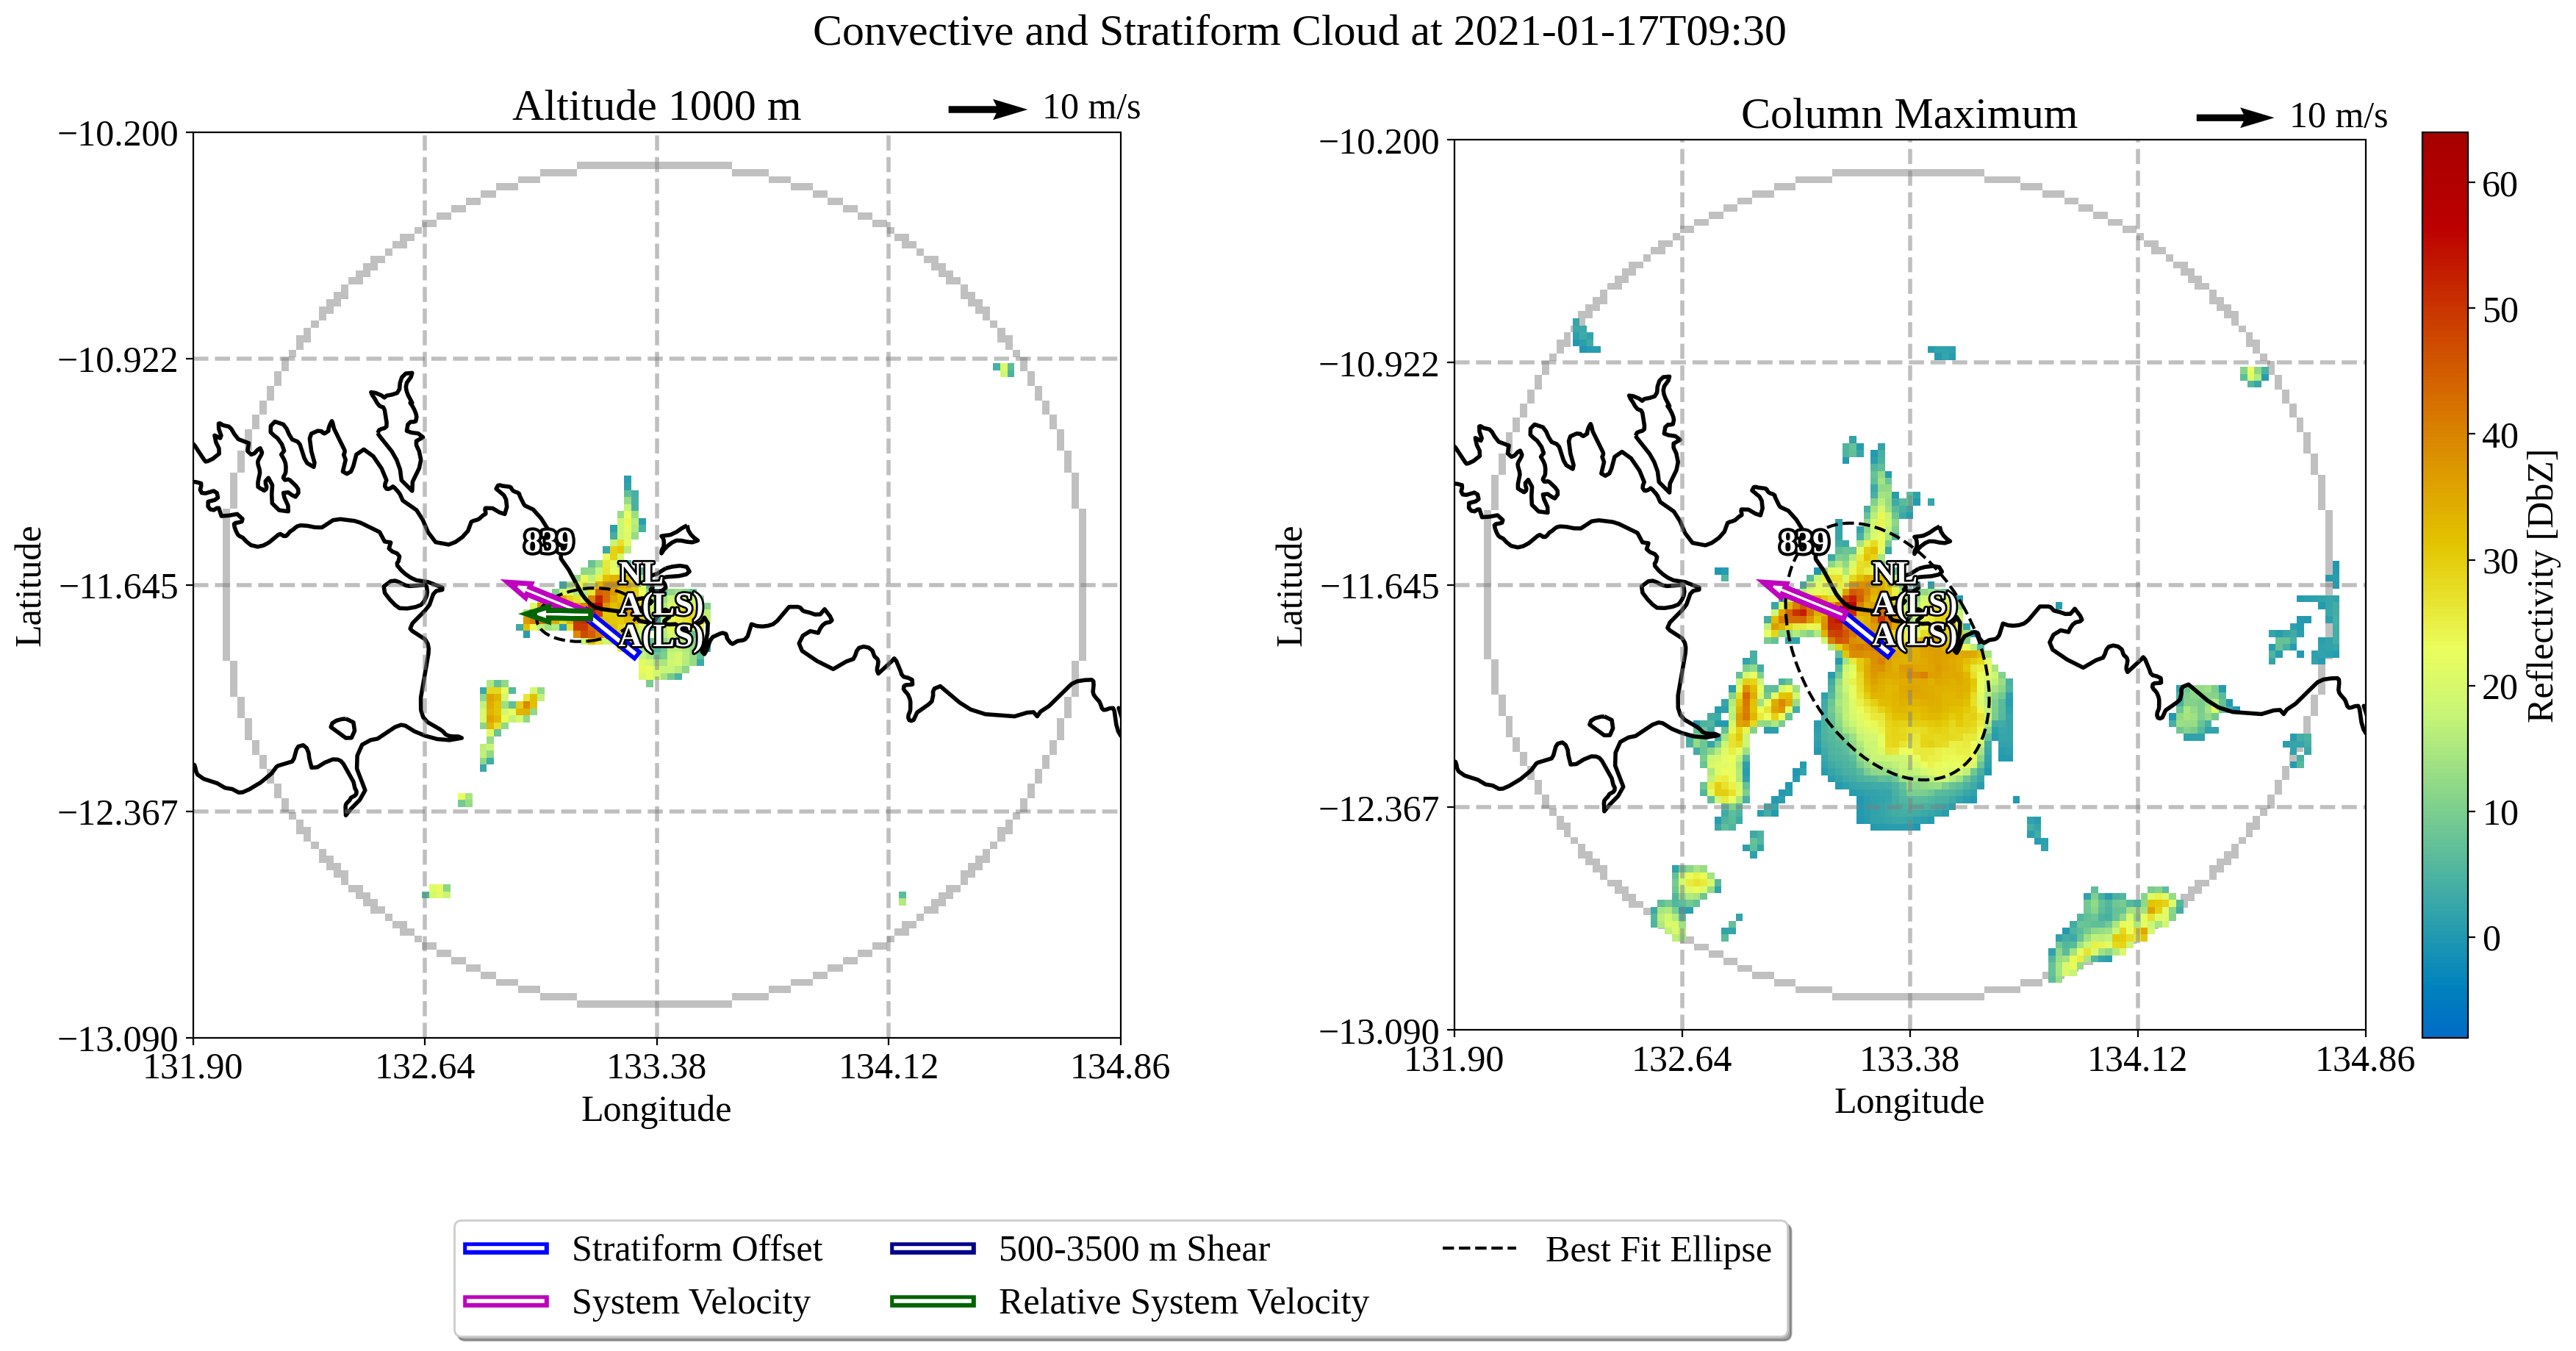 Convective and Stratiform Cloud at 2021-01-17T09:30
Altitude 1000 m
10 m/s
−10.200
−10.922
−11.645
−12.367
−13.090
131.90
132.64
133.38
134.12
134.86
Latitude
Longitude
839
NL
A(LS)
A(LS)
Column Maximum
10 m/s
−10.200
−10.922
−11.645
−12.367
−13.090
131.90
132.64
133.38
134.12
134.86
Latitude
Longitude
839
NL
A(LS)
A(LS)
60
50
40
30
20
10
0
Reflectivity [DbZ]
Stratiform Offset
System Velocity
500-3500 m Shear
Relative System Velocity
Best Fit Ellipse